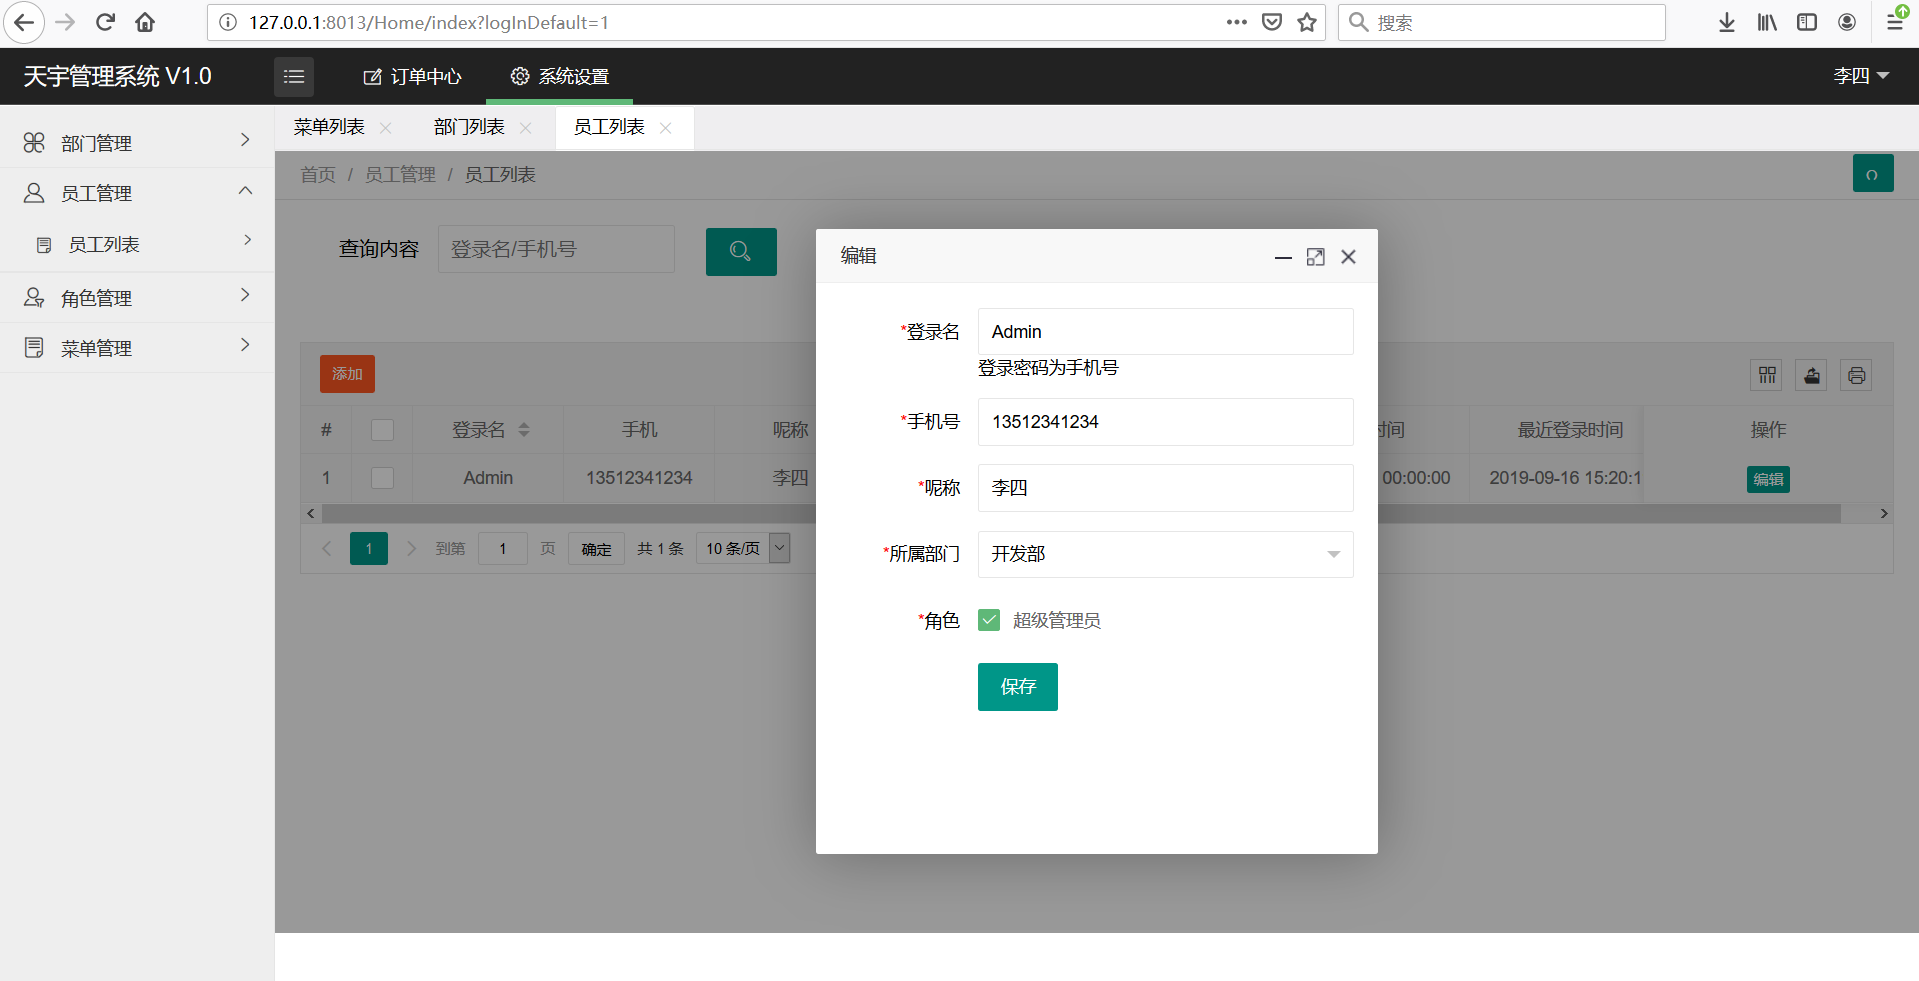 127.0.0.1:8013/Home/index?logInDefault=1
搜索
天宇管理系统 V1.0
订单中心
系统设置
李四
部门管理
员工管理
员工列表
角色管理
菜单管理
菜单列表
部门列表
员工列表
首页 / 员工管理 / 员工列表
查询内容
登录名/手机号
添加
# 登录名 手机 呢称 时间 最近登录时间 操作
1 Admin 13512341234 李四 00:00:00 2019-09-16 15:20:1 编辑
1 到第 1 页 确定 共 1 条 10 条/页
编辑
*登录名 Admin
登录密码为手机号
*手机号 13512341234
*呢称 李四
*所属部门 开发部
*角色 超级管理员
保存